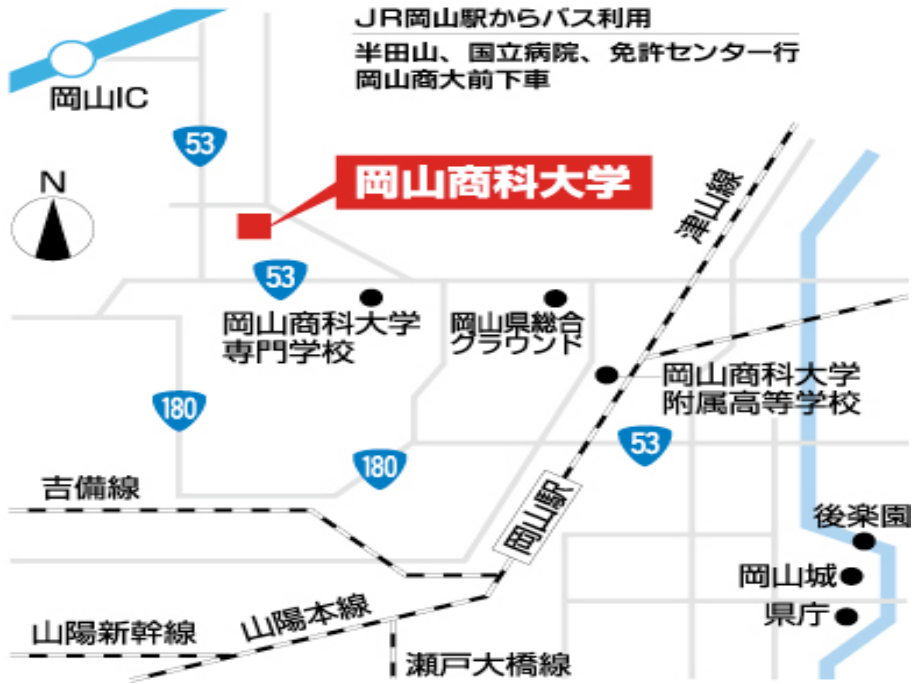 JR岡山駅からバス利用
半田山、国立病院、免許センター行
岡山商大前下車
岡山IC
53
N
岡山商科大学
津山線
53
岡山商科大学
専門学校
岡山県総合
グラウンド
岡山商科大学
附属高等学校
180
53
180
吉備線
岡山駅
後楽園
岡山城
県庁
山陽新幹線
山陽本線
瀬戸大橋線